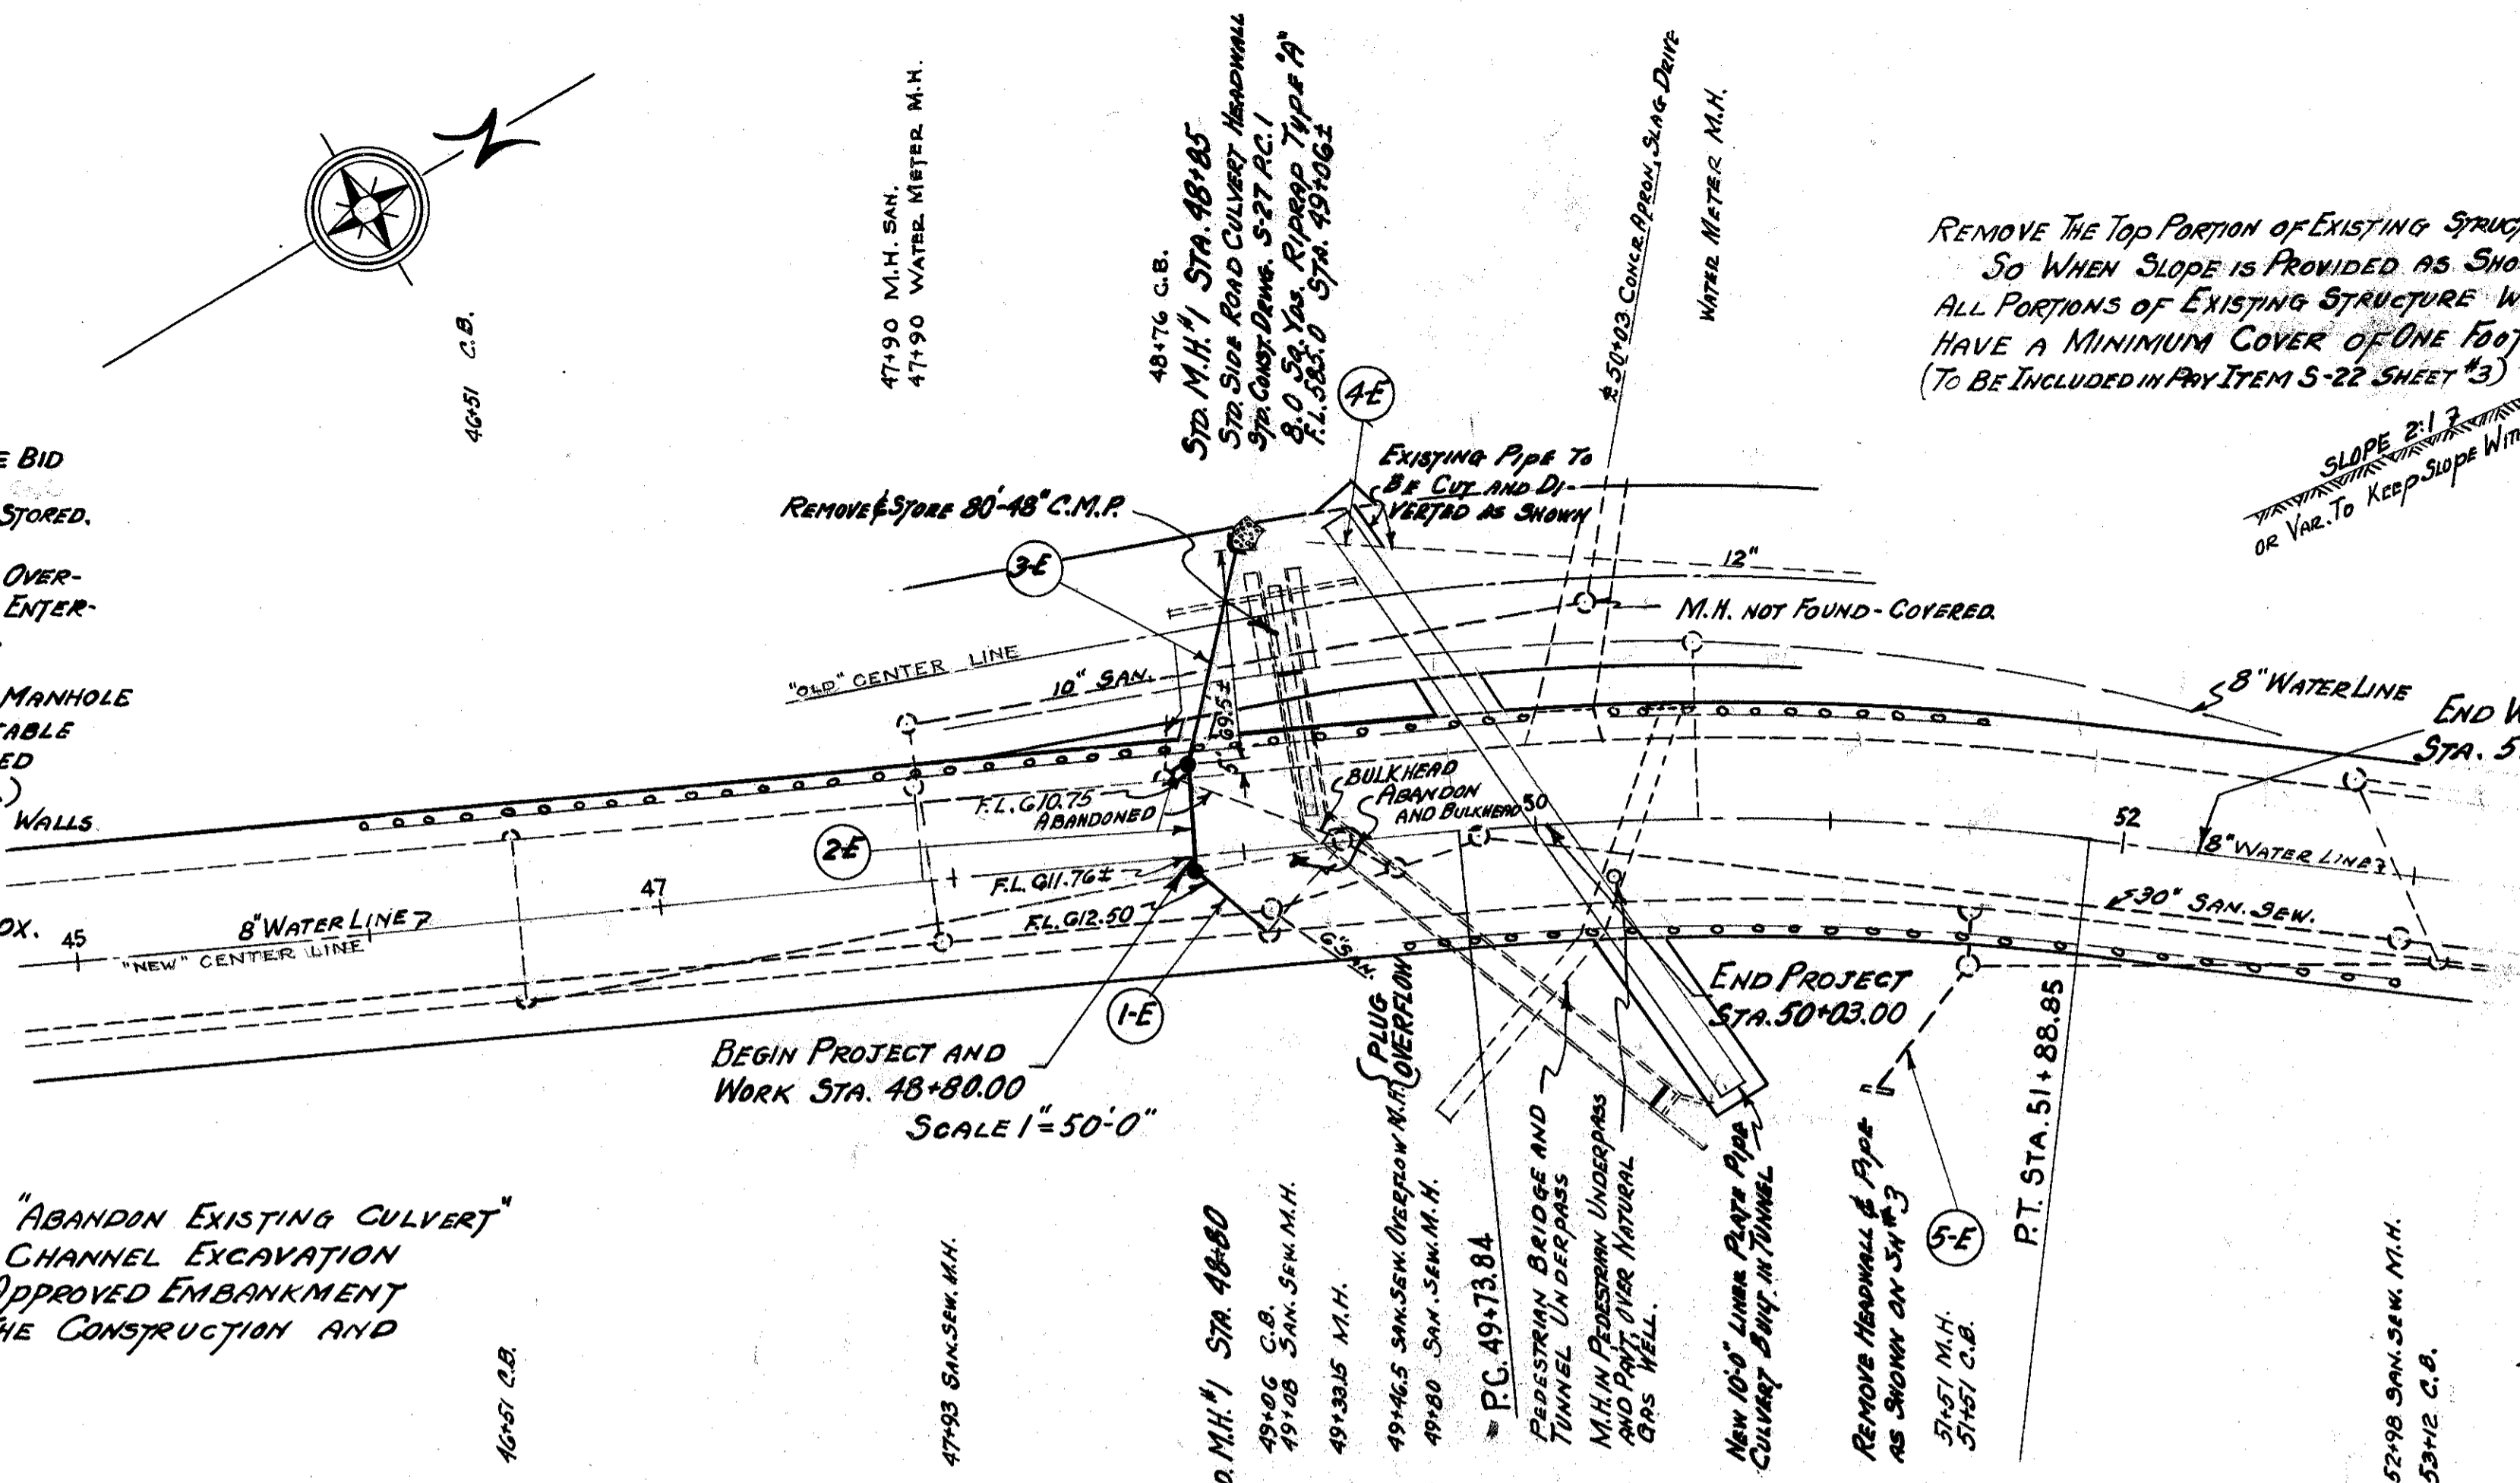 N
46+51 C.B.
47+90 M.H. SAN.
47+90 WATER METER M.H.
48+76 C.B.
STD. M.H.#1 STA. 48+85
STD. SIDE ROAD CULVERT HEADWALL
STD. CONST. DRWG. S-27 P.C.1
8.0 SQ. YDS. RIPRAP TYPE "A"
F.L. 585.0 STA. 49+06±
50+03 CONCR. APRON, SLAG DRIVE
WATER METER M.H.
REMOVE THE TOP PORTION OF EXISTING STRUCT
SO WHEN SLOPE IS PROVIDED AS SHO
ALL PORTIONS OF EXISTING STRUCTURE W
HAVE A MINIMUM COVER OF ONE FOOT
(TO BE INCLUDED IN PAY ITEM S-22 SHEET #3)
SLOPE 2:1
OR VAR. TO KEEP SLOPE WITH
E BID
STORED.
OVER-
ENTER-
MANHOLE
TABLE
ED
.)
WALLS
OX.
REMOVE & STORE 80'-48" C.M.P.
4-E
EXISTING PIPE TO
BE CUT AND DI-
VERTED AS SHOWN
3-E
12"
M.H. NOT FOUND - COVERED.
"OLD" CENTER LINE
10" SAN.
8" WATER LINE
END W
STA. 5
69.5±
5'
F.L. 610.75
ABANDONED
BULKHEAD
ABANDON
AND BULKHEAD
50
52
8" WATER LINE
2-E
F.L. 611.76±
F.L. 612.50
47
45
8" WATER LINE
"NEW" CENTER LINE
30" SAN. SEW.
1-E
END PROJECT
STA. 50+03.00
BEGIN PROJECT AND
WORK STA. 48+80.00
SCALE 1"=50'-0"
PLUG
OVERFLOW
"ABANDON EXISTING CULVERT"
CHANNEL EXCAVATION
APPROVED EMBANKMENT
THE CONSTRUCTION AND
46+51 C.B.
47+93 SAN. SEW. M.H.
D. M.H.#1 STA. 48+80
49+06 C.B.
49+08 SAN. SEW. M.H.
49+33.15 M.H.
49+46.5 SAN. SEW. OVERFLOW M.H.
49+80 SAN. SEW. M.H.
P.C. 49+73.84
PEDESTRIAN BRIDGE AND
TUNNEL UNDERPASS
M.H. IN PEDESTRIAN UNDERPASS
AND PAV'T. OVER NATURAL
GAS WELL.
NEW 10'-0" LINER PLATE PIPE
CULVERT BUILT IN TUNNEL
REMOVE HEADWALL & PIPE
AS SHOWN ON SH #3
5-E
51+51 M.H.
51+51 C.B.
P.T. STA. 51+88.85
52+98 SAN. SEW. M.H.
53+12 C.B.